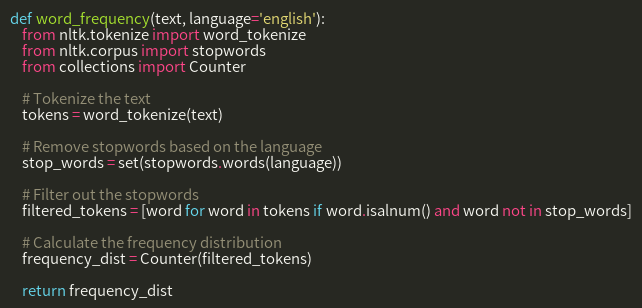 def word_frequency(text, language='english'):
    from nltk.tokenize import word_tokenize
    from nltk.corpus import stopwords
    from collections import Counter

    # Tokenize the text
    tokens = word_tokenize(text)

    # Remove stopwords based on the language
    stop_words = set(stopwords.words(language))

    # Filter out the stopwords
    filtered_tokens = [word for word in tokens if word.isalnum() and word not in stop_words]

    # Calculate the frequency distribution
    frequency_dist = Counter(filtered_tokens)

    return frequency_dist